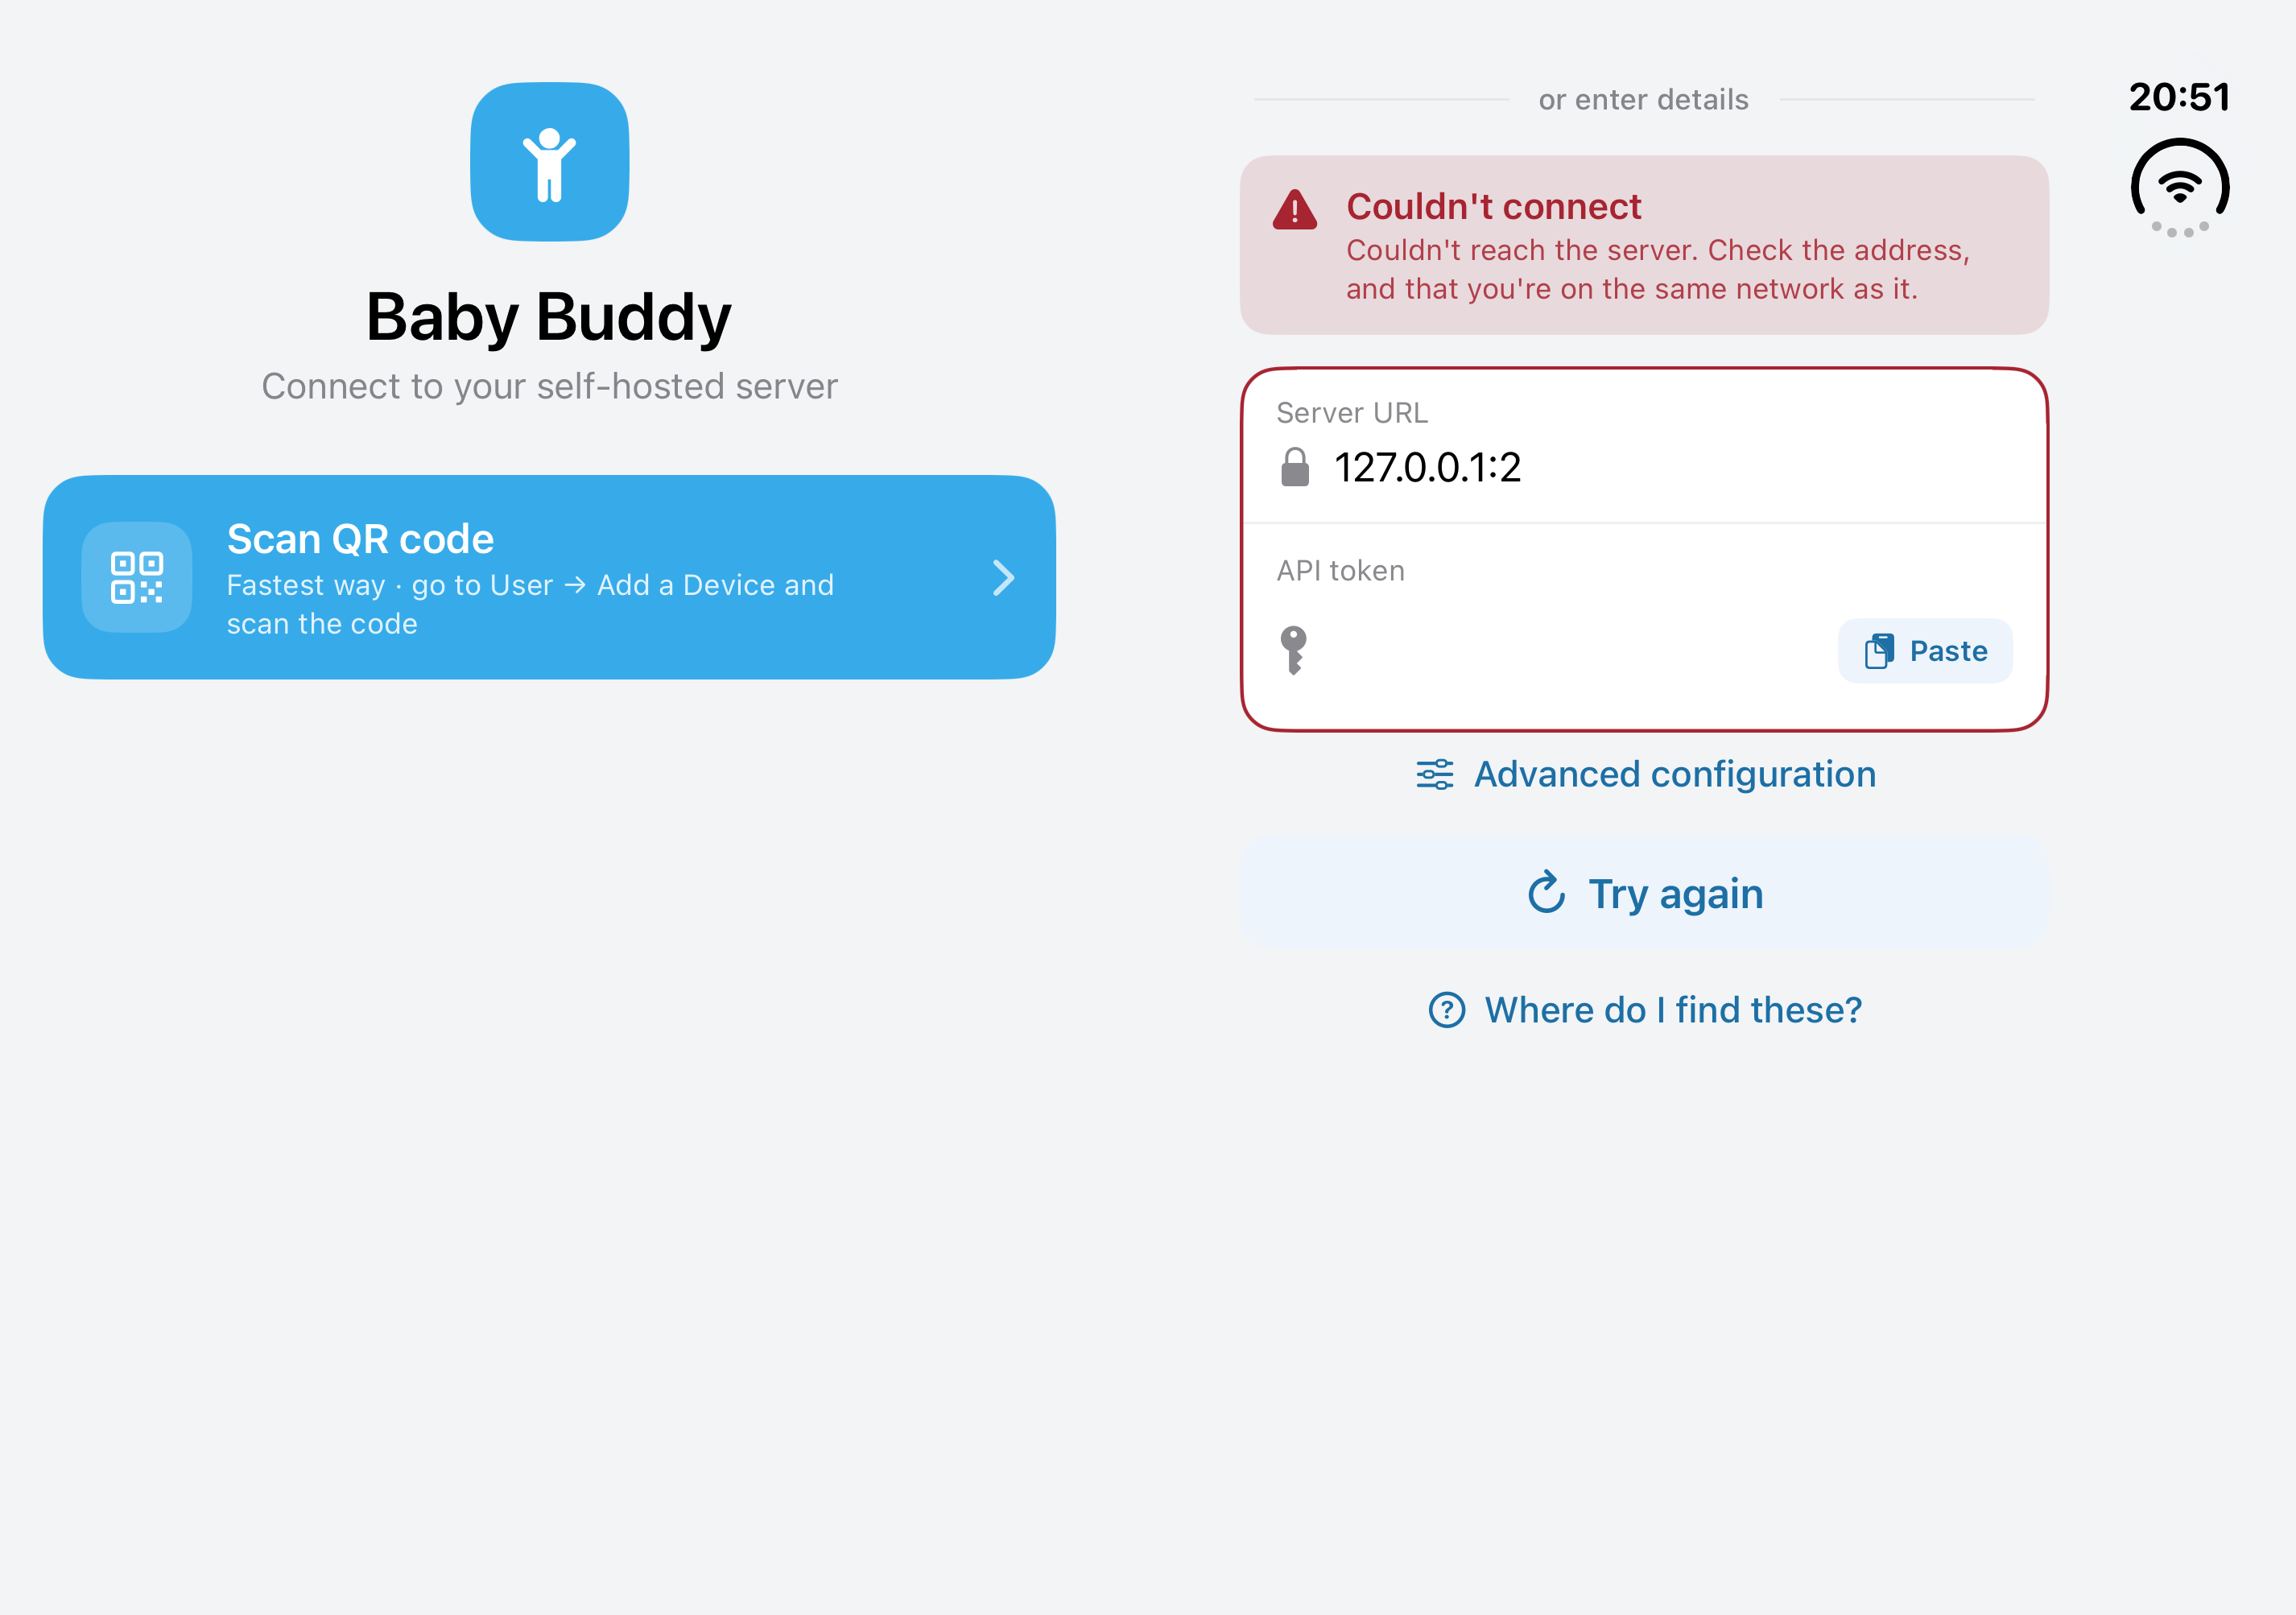 Baby Buddy
Connect to your self-hosted server
Scan QR code
Fastest way · go to User → Add a Device and
scan the code
or enter details
Couldn't connect
Couldn't reach the server. Check the address,
and that you're on the same network as it.
Server URL
127.0.0.1:2
API token
Paste
Advanced configuration
Try again
Where do I find these?
20:51